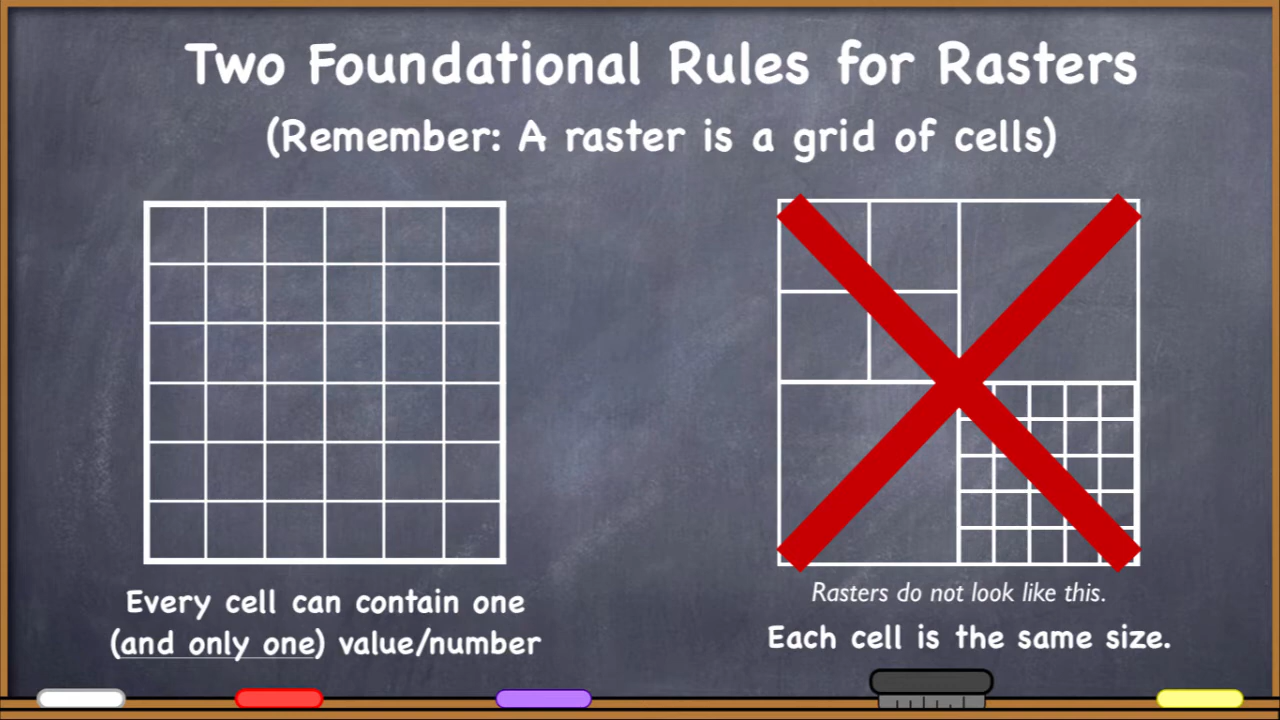 Two Foundational Rules for Rasters
(Remember: A raster is a grid of cells)
Every cell can contain one
(and only one) value/number
Rasters do not look like this.
Each cell is the same size.